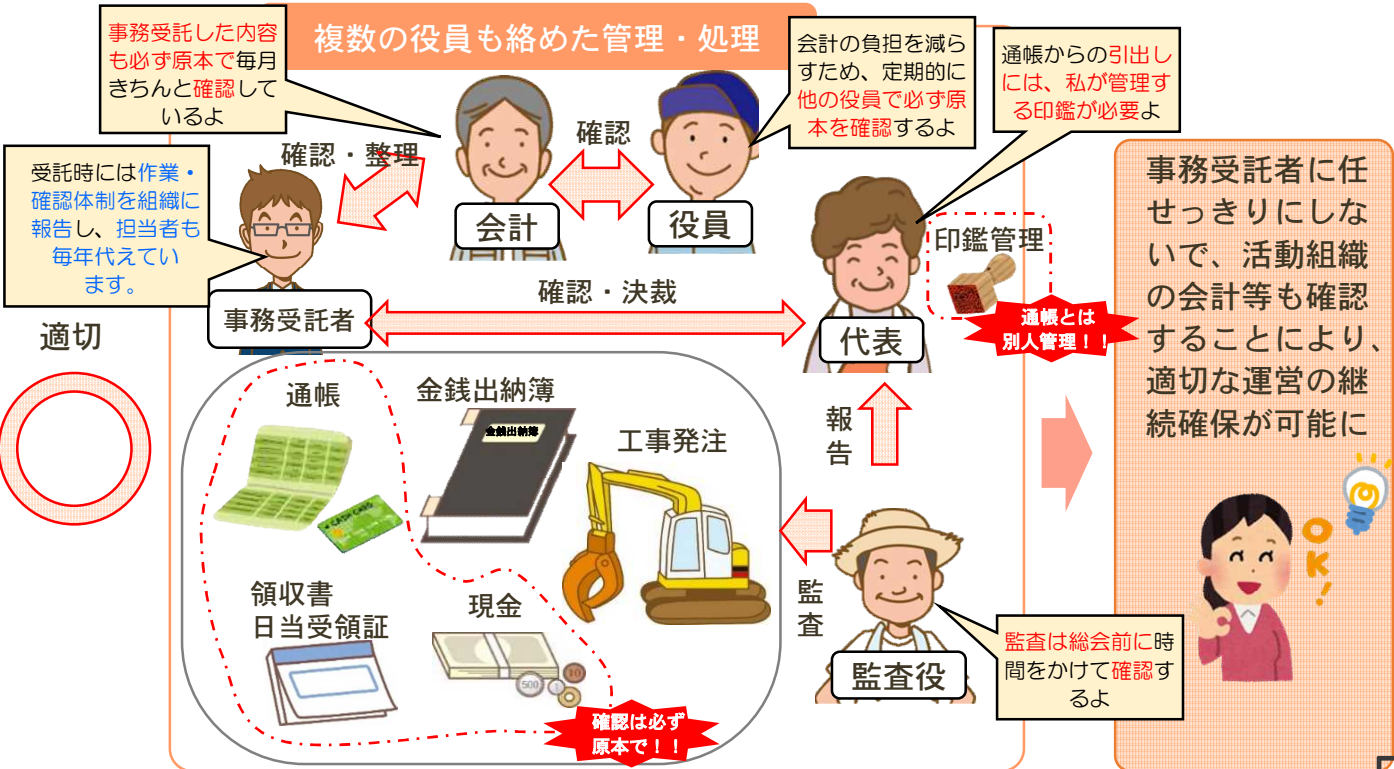 複数の役員も絡めた管理・処理
事務受託した内容
も必ず原本で毎月
きちんと確認して
いるよ
会計の負担を減ら
すため、定期的に
他の役員で必ず原
本を確認するよ
通帳からの引出し
には、私が管理す
る印鑑が必要よ
受託時には作業・
確認体制を組織に
報告し、担当者も
毎年代えてい
ます。
確認・整理
確認
会計
役員
事務受託者
確認・決裁
代表
印鑑管理
通帳とは
別人管理！！
適切
通帳
金銭出納簿
金銭出納簿
工事発注
領収書
日当受領証
現金
確認は必ず
原本で！！
報
告
監
査
監査役
監査は総会前に時
間をかけて確認す
るよ
事務受託者に任
せっきりにしな
いで、活動組織
の会計等も確認
することにより、
適切な運営の継
続確保が可能に
OK!
CASH CARD
500
1
10